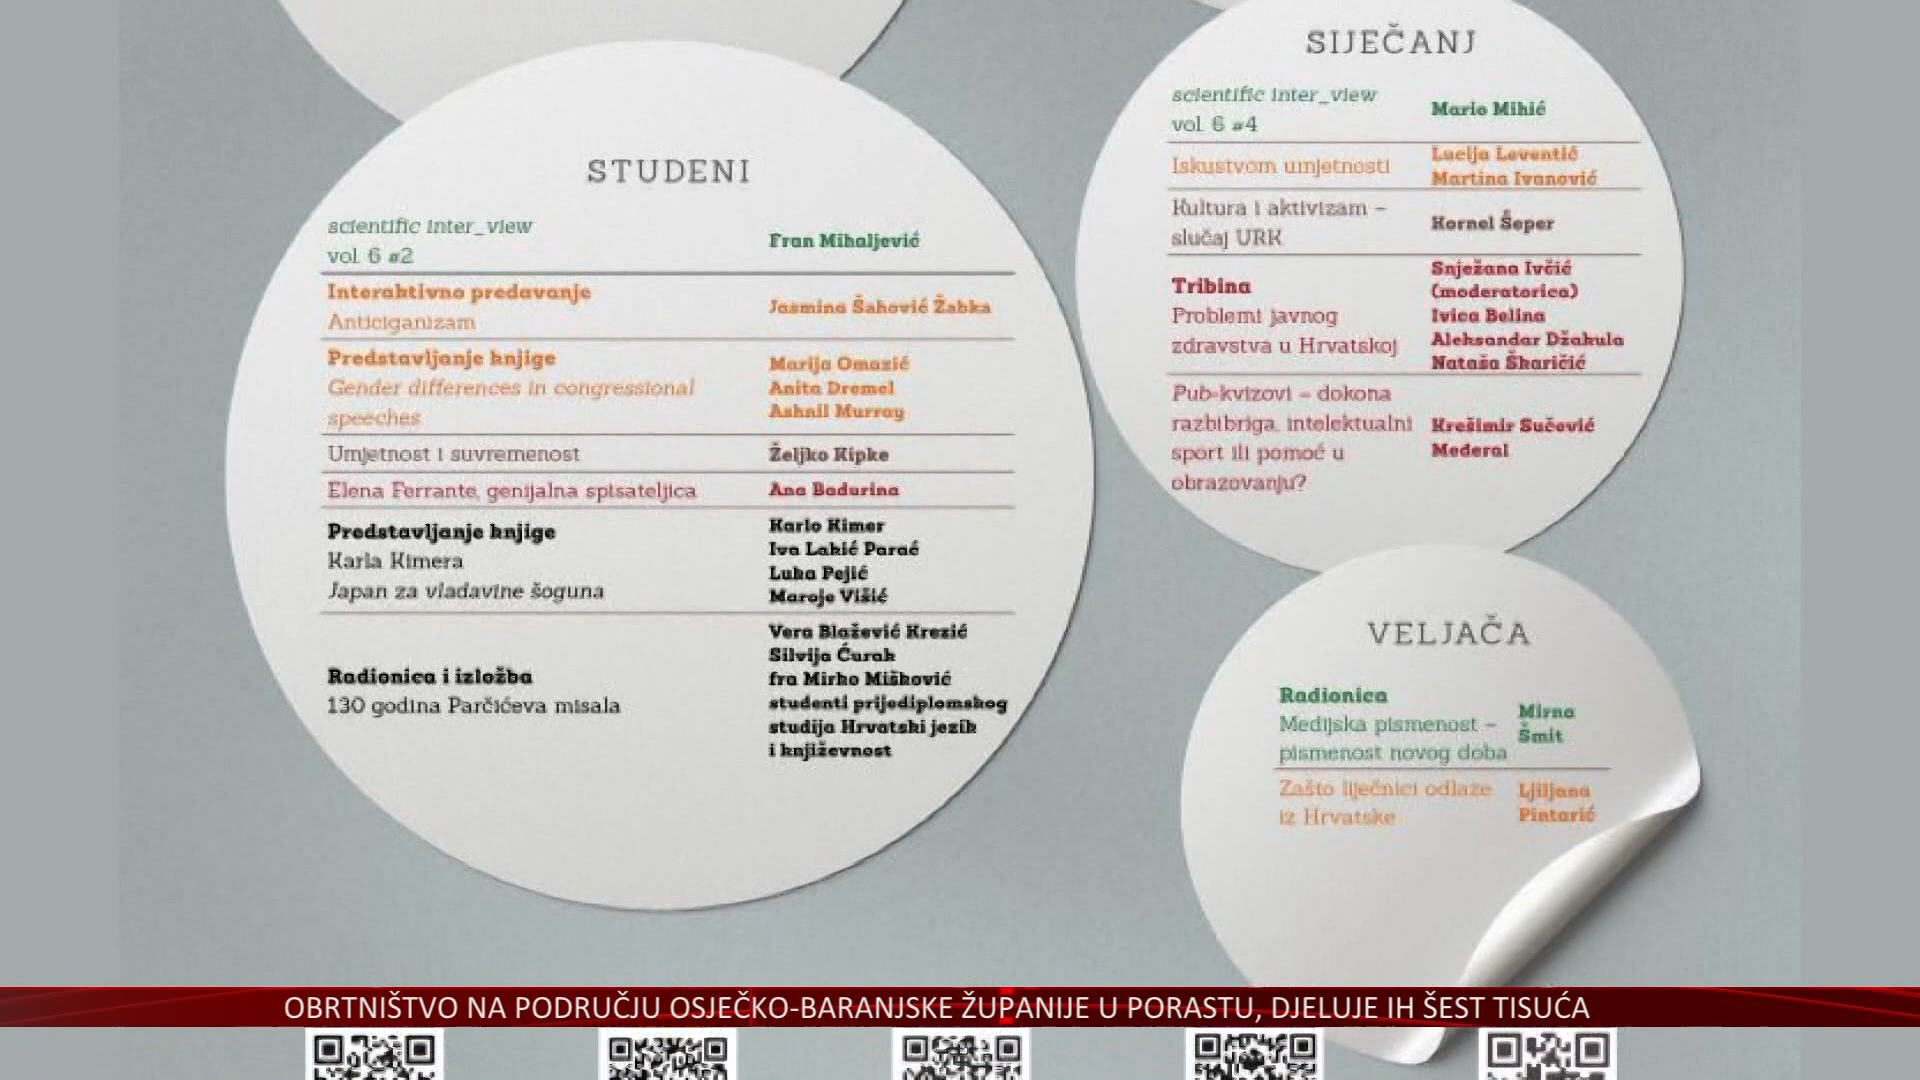 STUDENI
scientific inter_view
vol. 6 #2
Fran Mihaljević
Interaktivno predavanje
Anticiganizam
Jasmina Šahović Žabka
Predstavljanje knjige
Gender differences in congressional
speeches
Marija Omazić
Anita Dremel
Ashnil Murray
Umjetnost i suvremenost
Željko Kipke
Elena Ferrante, genijalna spisateljica
Ana Badurina
Predstavljanje knjige
Karla Kimera
Japan za vladavine šoguna
Karlo Kimer
Iva Lakić Parać
Luka Pejić
Maroje Višić
Radionica i izložba
130 godina Parčićeva misala
Vera Blažević Krezić
Silvija Ćurak
fra Mirko Mišković
studenti prijediplomskog
studija Hrvatski jezik
i književnost
SIJEČANJ
scientific inter_view
vol. 6 #4
Mario Mihić
Iskustvom umjetnosti
Lucija Leventić
Martina Ivanović
Kultura i aktivizam –
slučaj URK
Kornel Šeper
Tribina
Problemi javnog
zdravstva u Hrvatskoj
Snježana Ivčić
(moderatorica)
Ivica Belina
Aleksandar Džakula
Nataša Škaričić
Pub-kvizovi – dokona
razbibriga, intelektualni
sport ili pomoć u
obrazovanju?
Krešimir Sučević
Međeral
VELJAČA
Radionica
Medijska pismenost –
pismenost novog doba
Mirna
Šmit
Zašto liječnici odlaze
iz Hrvatske
Ljiljana
Pintarić
OBRTNIŠTVO NA PODRUČJU OSJEČKO-BARANJSKE ŽUPANIJE U PORASTU, DJELUJE IH ŠEST TISUĆA